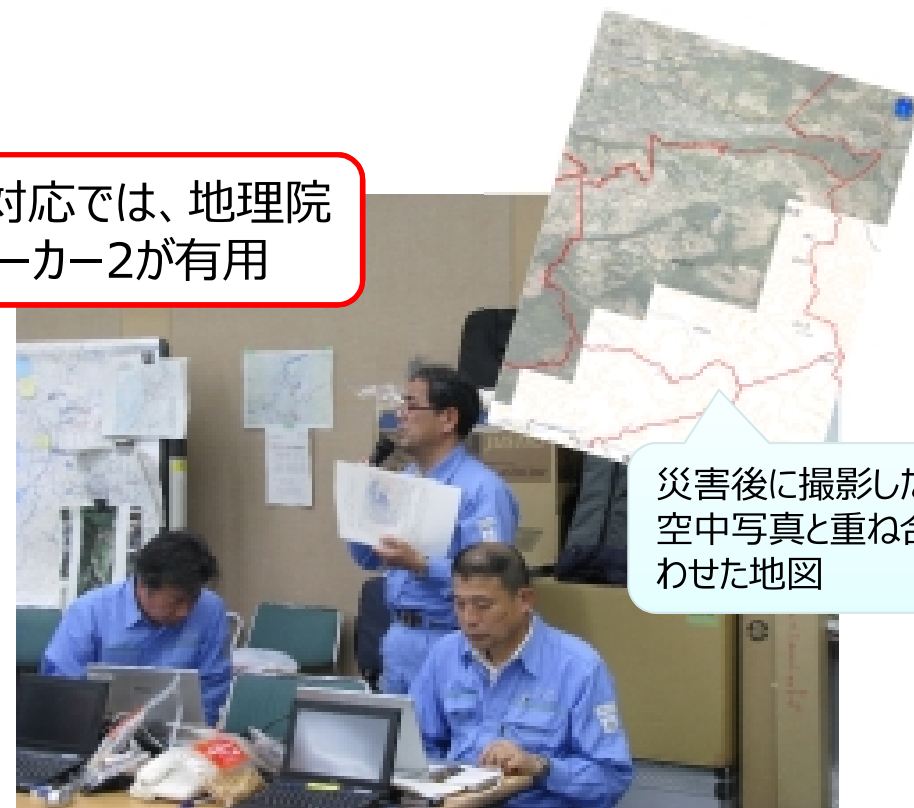 対応では、地理院
ーカー2が有用
災害後に撮影した
空中写真と重ね合
わせた地図